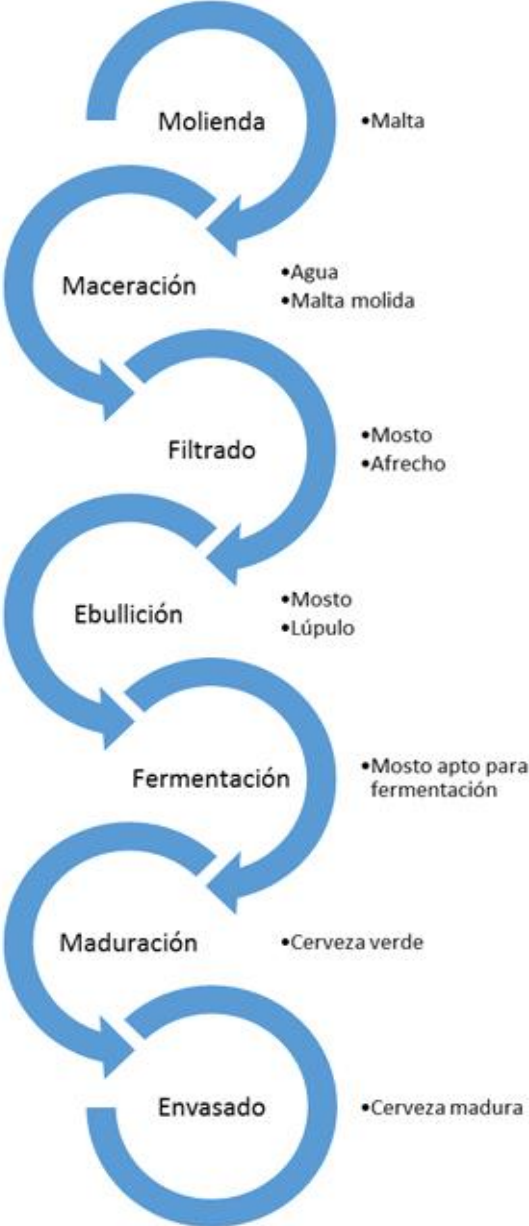 Molienda
•Malta
Maceración
•Agua
•Malta molida
Filtrado
•Mosto
•Afrecho
Ebullición
•Mosto
•Lúpulo
Fermentación
•Mosto apto para
fermentación
Maduración
•Cerveza verde
Envasado
•Cerveza madura